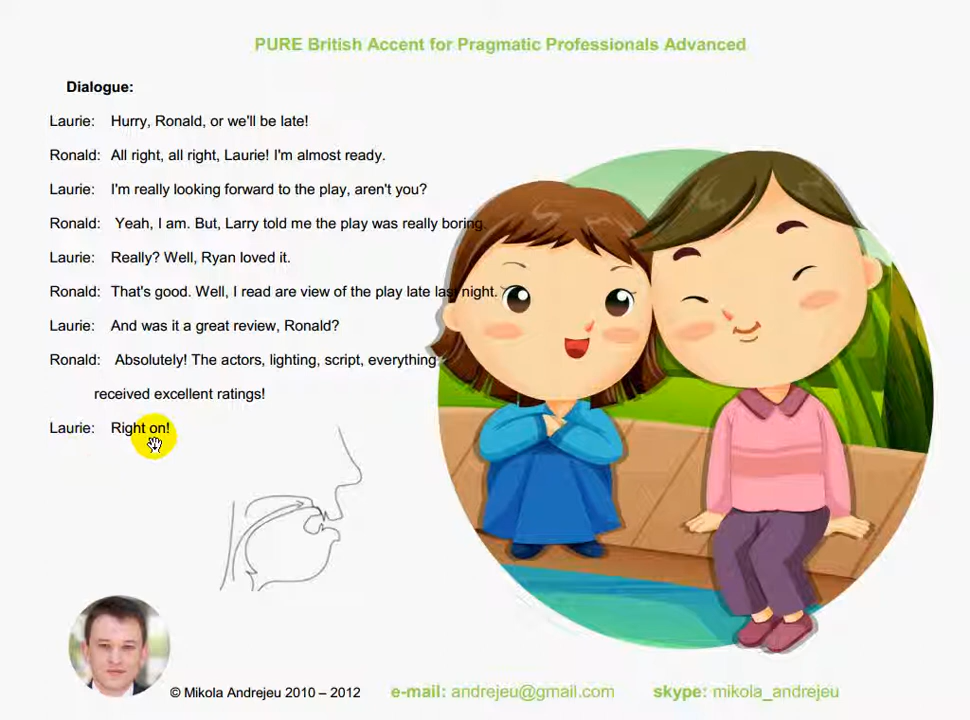 PURE British Accent for Pragmatic Professionals Advanced
Dialogue:
Laurie: Hurry, Ronald, or we'll be late!
Ronald: All right, all right, Laurie! I'm almost ready.
Laurie: I'm really looking forward to the play, aren't you?
Ronald: Yeah, I am. But, Larry told me the play was really boring.
Laurie: Really? Well, Ryan loved it.
Ronald: That's good. Well, I read are view of the play late last night.
Laurie: And was it a great review, Ronald?
Ronald: Absolutely! The actors, lighting, script, everything
received excellent ratings!
Laurie: Right on!
© Mikola Andrejeu 2010 – 2012 e-mail: andrejeu@gmail.com skype: mikola_andrejeu